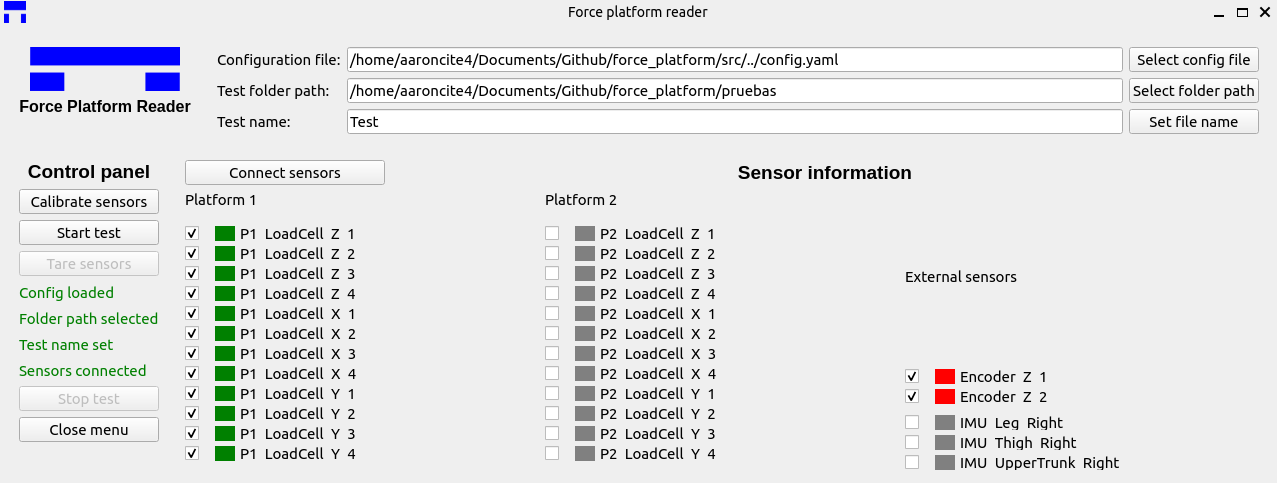 Force platform reader
Force Platform Reader
Configuration file: /home/aaroncite4/Documents/Github/force_platform/src/../config.yaml Select config file
Test folder path: /home/aaroncite4/Documents/Github/force_platform/pruebas Select folder path
Test name: Test Set file name
Control panel
Calibrate sensors
Start test
Tare sensors
Config loaded
Folder path selected
Test name set
Sensors connected
Stop test
Close menu
Connect sensors
Sensor information
Platform 1
P1 LoadCell Z 1
P1 LoadCell Z 2
P1 LoadCell Z 3
P1 LoadCell Z 4
P1 LoadCell X 1
P1 LoadCell X 2
P1 LoadCell X 3
P1 LoadCell X 4
P1 LoadCell Y 1
P1 LoadCell Y 2
P1 LoadCell Y 3
P1 LoadCell Y 4
Platform 2
P2 LoadCell Z 1
P2 LoadCell Z 2
P2 LoadCell Z 3
P2 LoadCell Z 4
P2 LoadCell X 1
P2 LoadCell X 2
P2 LoadCell X 3
P2 LoadCell X 4
P2 LoadCell Y 1
P2 LoadCell Y 2
P2 LoadCell Y 3
P2 LoadCell Y 4
External sensors
Encoder Z 1
Encoder Z 2
IMU Leg Right
IMU Thigh Right
IMU UpperTrunk Right